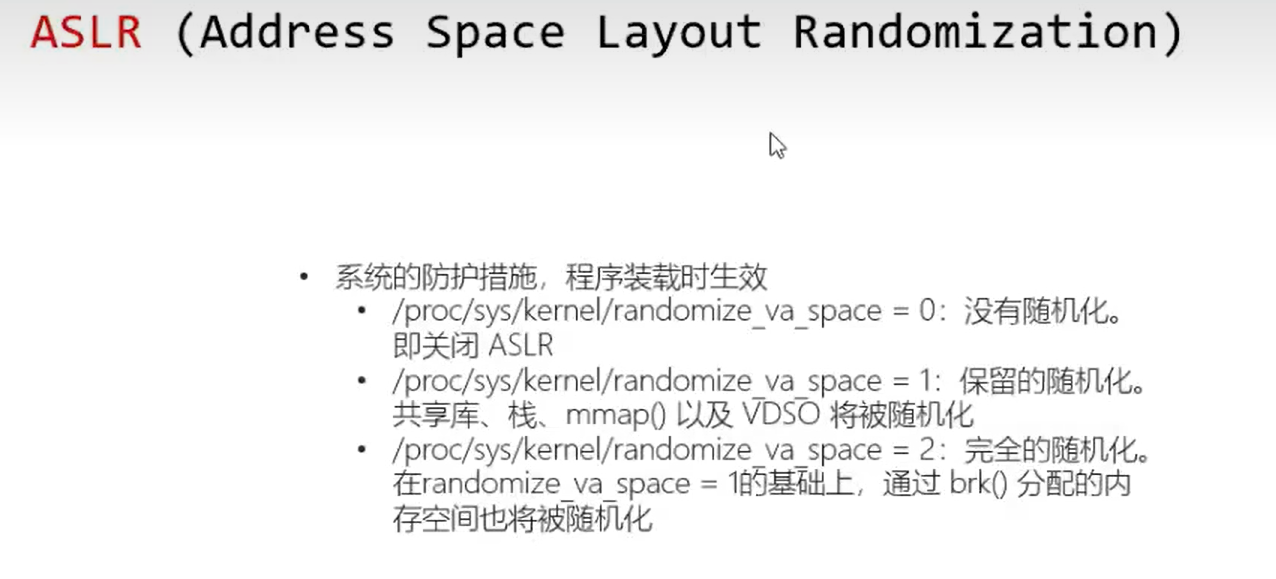 ASLR (Address Space Layout Randomization)
• 系统的防护措施，程序装载时生效
• /proc/sys/kernel/randomize_va_space = 0：没有随机化。
即关闭 ASLR
• /proc/sys/kernel/randomize_va_space = 1：保留的随机化。
共享库、栈、mmap() 以及 VDSO 将被随机化
• /proc/sys/kernel/randomize_va_space = 2：完全的随机化。
在randomize_va_space = 1的基础上，通过 brk() 分配的内
存空间也将被随机化